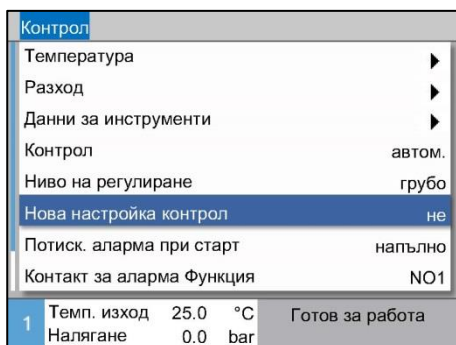 Контрол
Температура
Разход
Данни за инструменти
Контрол автом.
Ниво на регулиране грубо
Нова настройка контрол не
Потиск. аларма при старт напълно
Контакт за аларма Функция NO1
1 Темп. изход 25.0 °C Готов за работа
Налягане 0.0 bar